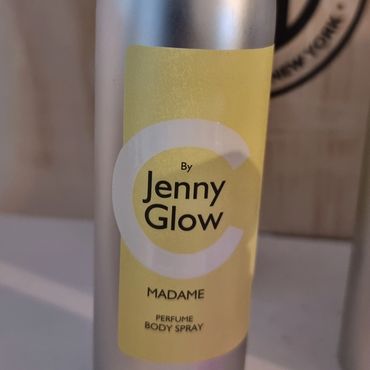 NEW YORK
C
By
Jenny
Glow
MADAME
PERFUME
BODY SPRAY